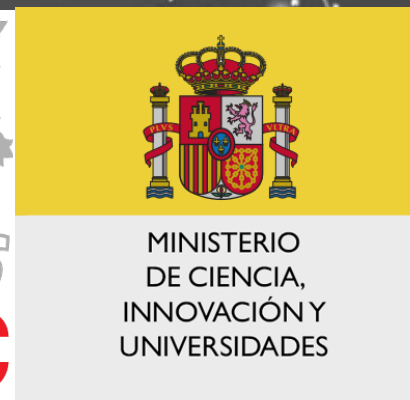 PLVS VLTRA
MINISTERIO
DE CIENCIA,
INNOVACIÓN Y
UNIVERSIDADES